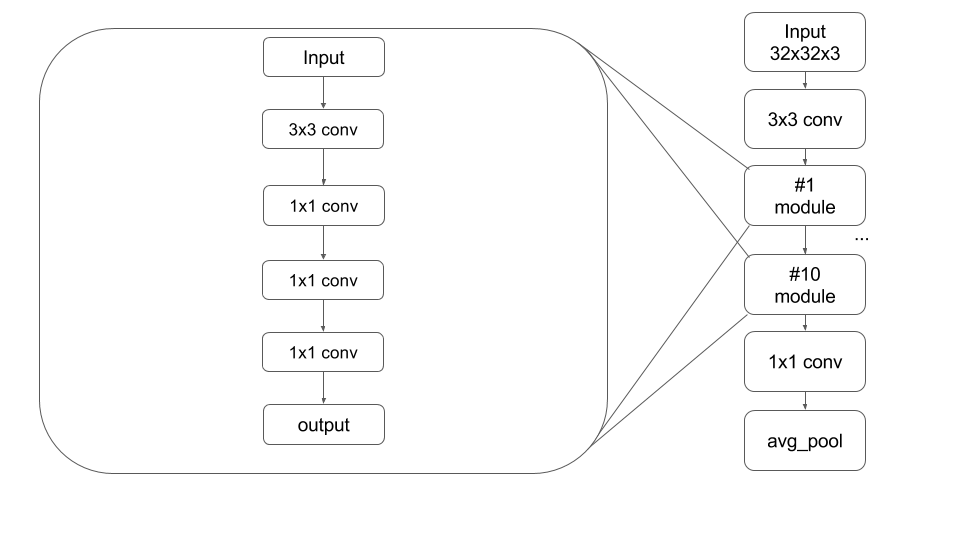 Input
3x3 conv
1x1 conv
1x1 conv
1x1 conv
output
Input
32x32x3
3x3 conv
#1
module
...
#10
module
1x1 conv
avg_pool